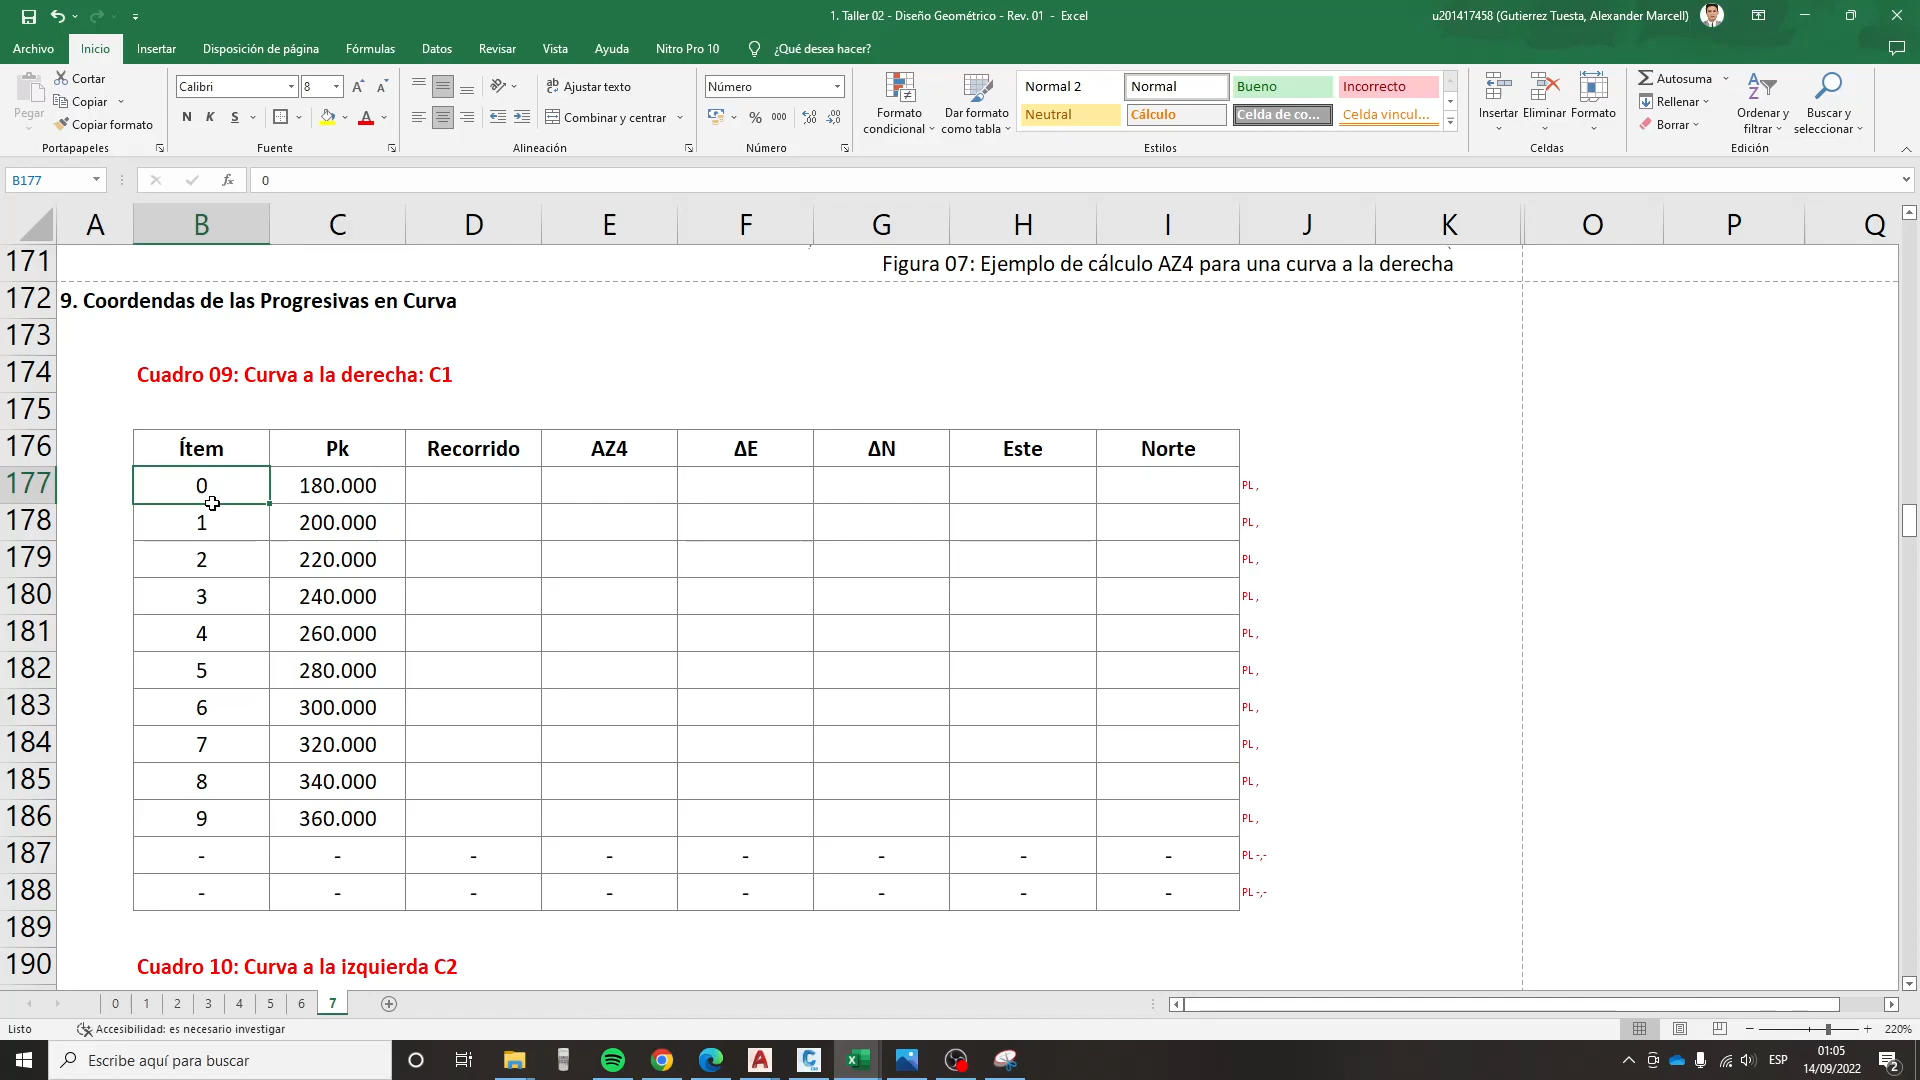 1. Taller 02 - Diseño Geométrico - Rev. 01 - Excel
u201417458 (Gutierrez Tuesta, Alexander Marcell)
Archivo Inicio Insertar Disposición de página Fórmulas Datos Revisar Vista Ayuda Nitro Pro 10 ¿Qué desea hacer?
Pegar
Cortar
Copiar
Copiar formato
Portapapeles
Calibri 8
N K S
Fuente
Ajustar texto
Combinar y centrar
Alineación
Número
% 000
Número
Formato condicional
Dar formato como tabla
Normal 2 Normal Bueno Incorrecto
Neutral Cálculo Celda de co... Celda vincul...
Estilos
Insertar Eliminar Formato
Celdas
Autosuma
Rellenar
Borrar
Ordenar y filtrar
Buscar y seleccionar
Edición
B177 fx 0
A B C D E F G H I J K O P Q
171 Figura 07: Ejemplo de cálculo AZ4 para una curva a la derecha
172 9. Coordendas de las Progresivas en Curva
173
174 Cuadro 09: Curva a la derecha: C1
175
176 Ítem Pk Recorrido AZ4 ΔE ΔN Este Norte
177 0 180.000 PL ,
178 1 200.000 PL ,
179 2 220.000 PL ,
180 3 240.000 PL ,
181 4 260.000 PL ,
182 5 280.000 PL ,
183 6 300.000 PL ,
184 7 320.000 PL ,
185 8 340.000 PL ,
186 9 360.000 PL ,
187 - - - - - - - - PL -,-
188 - - - - - - - - PL -,-
189
190 Cuadro 10: Curva a la izquierda C2
0 1 2 3 4 5 6 7
Listo Accesibilidad: es necesario investigar 220%
Escribe aquí para buscar
ESP
01:05
14/09/2022
2